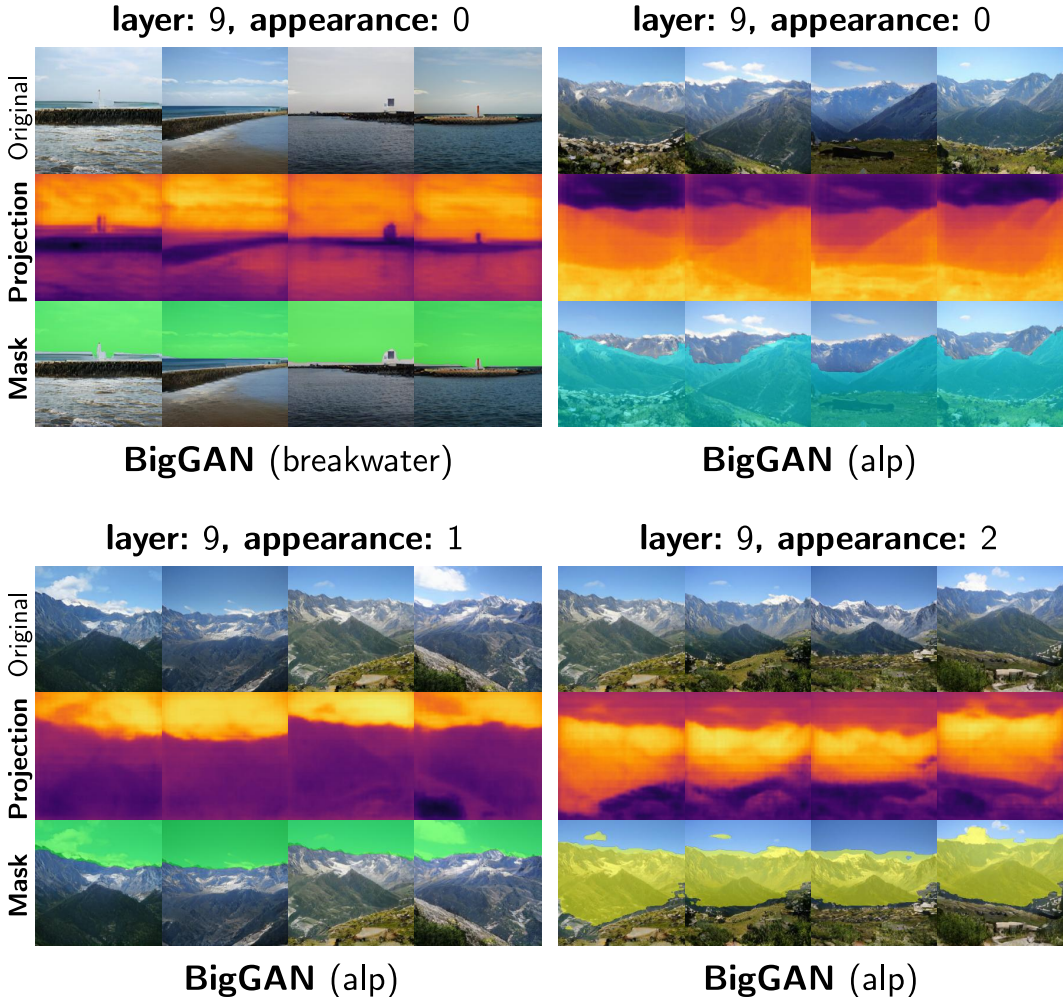 layer: 9, appearance: 0
layer: 9, appearance: 0
Original
Projection
Mask
BigGAN (breakwater)
BigGAN (alp)
layer: 9, appearance: 1
layer: 9, appearance: 2
Original
Projection
Mask
BigGAN (alp)
BigGAN (alp)